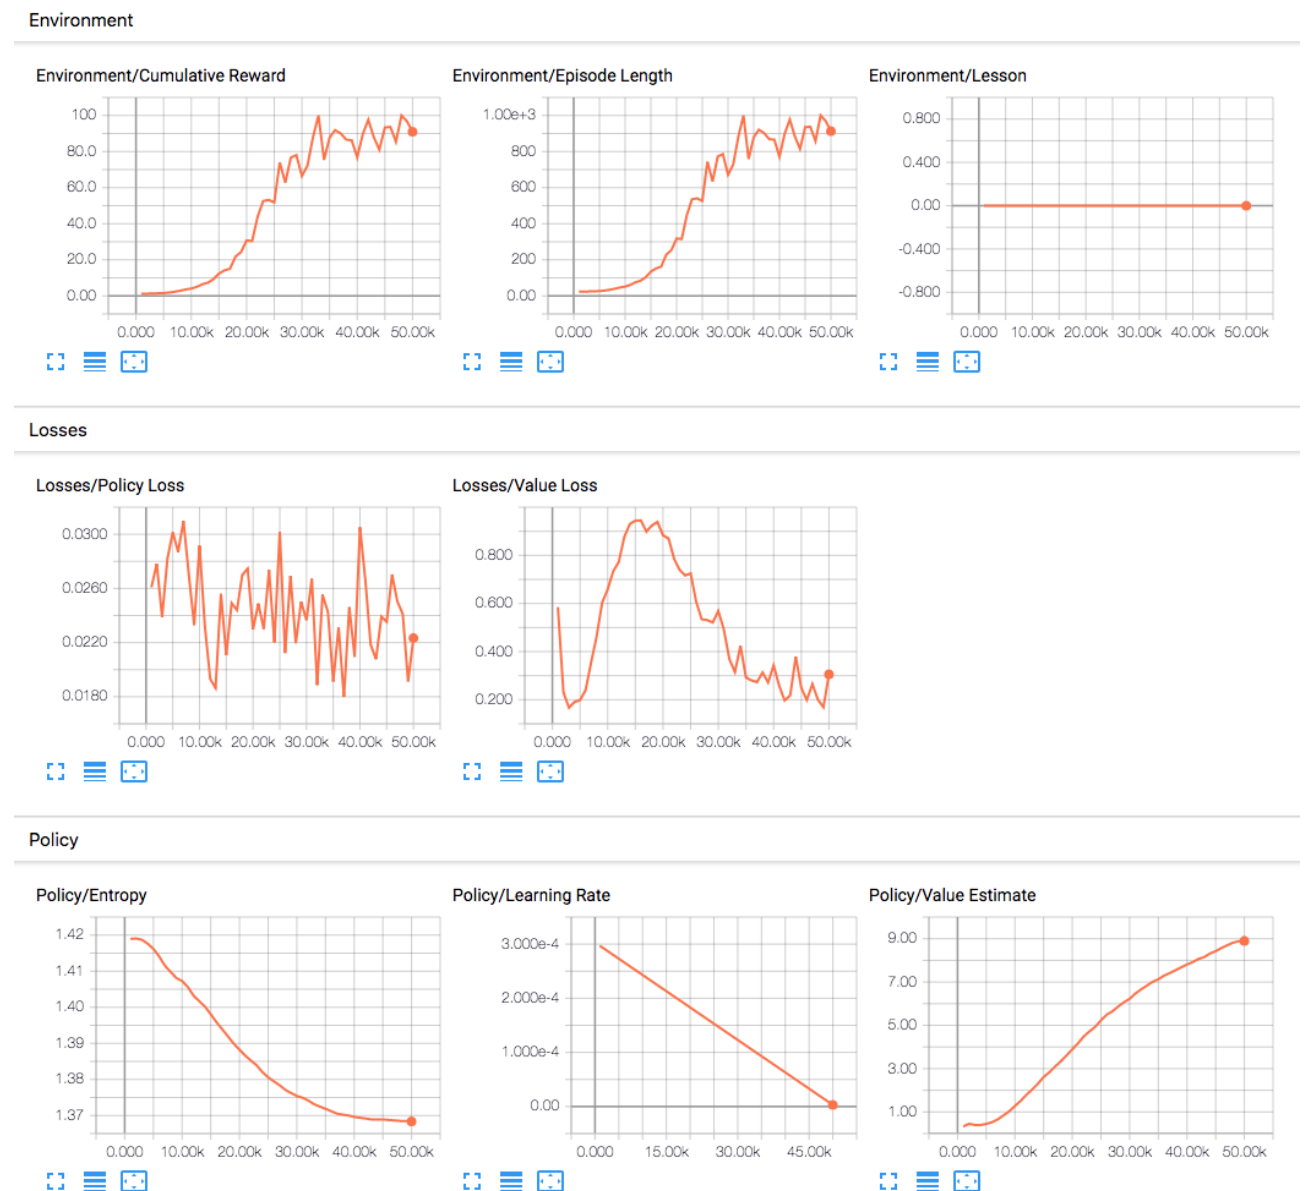 Environment
Environment/Cumulative Reward
100
80.0
60.0
40.0
20.0
0.00
0.000 10.00k 20.00k 30.00k 40.00k 50.00k
Environment/Episode Length
1.00e+3
800
600
400
200
0.00
0.000 10.00k 20.00k 30.00k 40.00k 50.00k
Environment/Lesson
0.800
0.400
0.00
-0.400
-0.800
0.000 10.00k 20.00k 30.00k 40.00k 50.00k
Losses
Losses/Policy Loss
0.0300
0.0260
0.0220
0.0180
0.000 10.00k 20.00k 30.00k 40.00k 50.00k
Losses/Value Loss
0.800
0.600
0.400
0.200
0.000 10.00k 20.00k 30.00k 40.00k 50.00k
Policy
Policy/Entropy
1.42
1.41
1.40
1.39
1.38
1.37
0.000 10.00k 20.00k 30.00k 40.00k 50.00k
Policy/Learning Rate
3.000e-4
2.000e-4
1.000e-4
0.00
0.000 15.00k 30.00k 45.00k
Policy/Value Estimate
9.00
7.00
5.00
3.00
1.00
0.000 10.00k 20.00k 30.00k 40.00k 50.00k